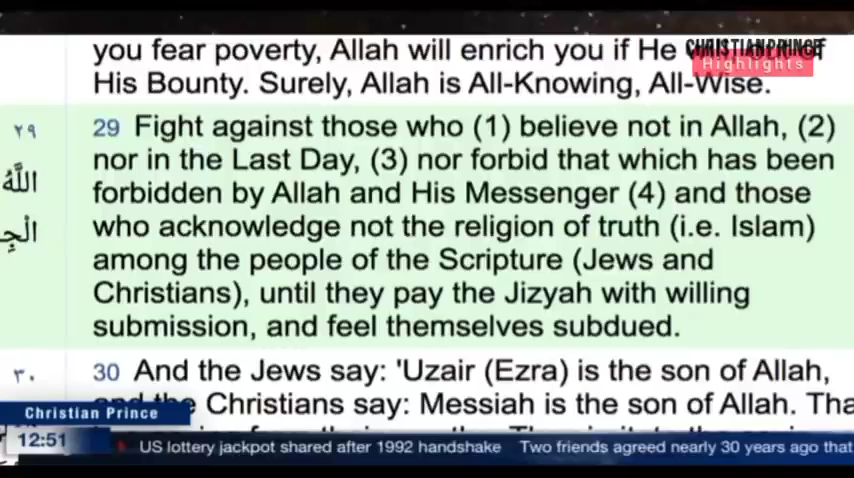 you fear poverty, Allah will enrich you if He
CHRISTIAN PRINCE
Highlights
His Bounty. Surely, Allah is All-Knowing, All-Wise.
٢٩
29 Fight against those who (1) believe not in Allah, (2)
nor in the Last Day, (3) nor forbid that which has been
اللَّهُ
forbidden by Allah and His Messenger (4) and those
who acknowledge not the religion of truth (i.e. Islam)
among the people of the Scripture (Jews and
Christians), until they pay the Jizyah with willing
submission, and feel themselves subdued.
٣٠
30 And the Jews say: 'Uzair (Ezra) is the son of Allah,
and the Christians say: Messiah is the son of Allah. Tha
Christian Prince
12:51
US lottery jackpot shared after 1992 handshake Two friends agreed nearly 30 years ago that